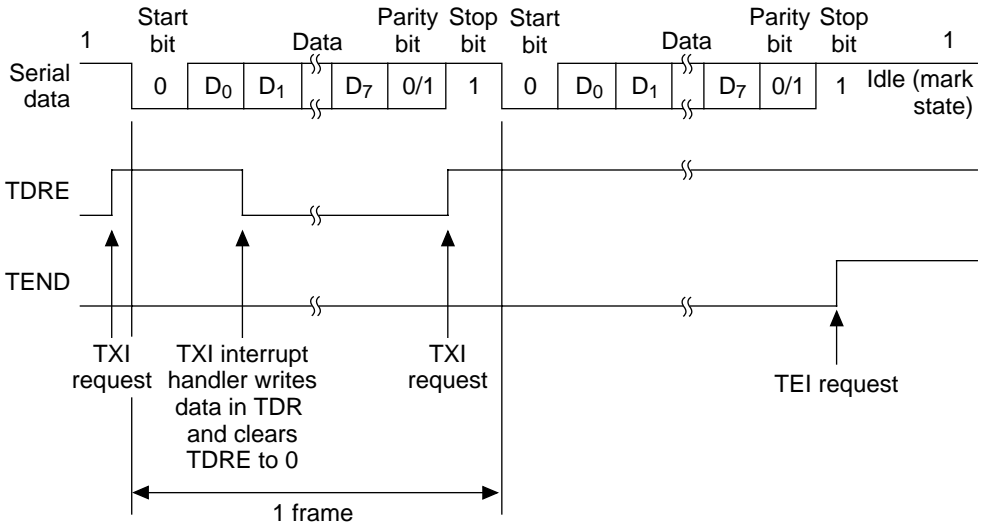 Start Parity Stop Start Parity Stop
1 bit Data bit bit bit Data bit bit 1
Serial data
0 D0 D1 D7 0/1 1 0 D0 D1 D7 0/1 1 Idle (mark state)
TDRE
TEND
TXI request
TXI interrupt
handler writes
data in TDR
and clears
TDRE to 0
TXI request
TEI request
1 frame